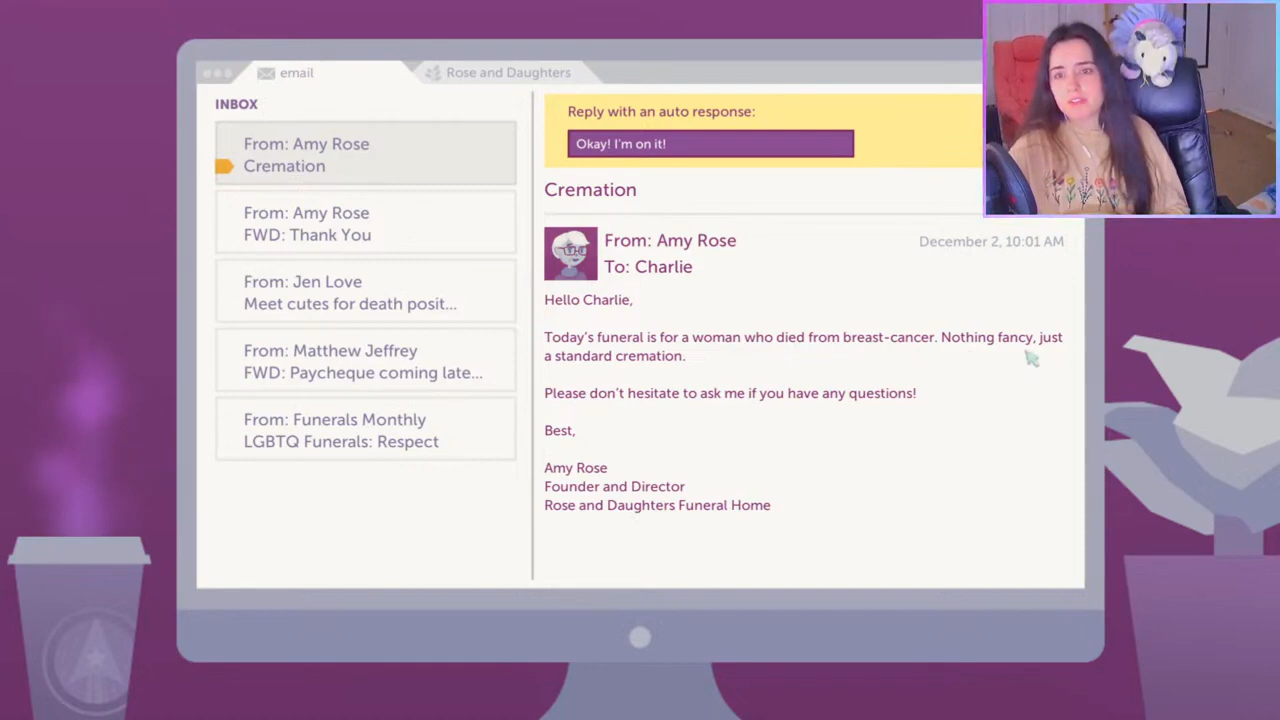 email
Rose and Daughters
INBOX
From: Amy Rose
Cremation
From: Amy Rose
FWD: Thank You
From: Jen Love
Meet cutes for death posit...
From: Matthew Jeffrey
FWD: Paycheque coming late...
From: Funerals Monthly
LGBTQ Funerals: Respect
Reply with an auto response:
Okay! I'm on it!
Cremation
From: Amy Rose
December 2, 10:01 AM
To: Charlie
Hello Charlie,
Today's funeral is for a woman who died from breast-cancer. Nothing fancy, just
a standard cremation.
Please don't hesitate to ask me if you have any questions!
Best,
Amy Rose
Founder and Director
Rose and Daughters Funeral Home